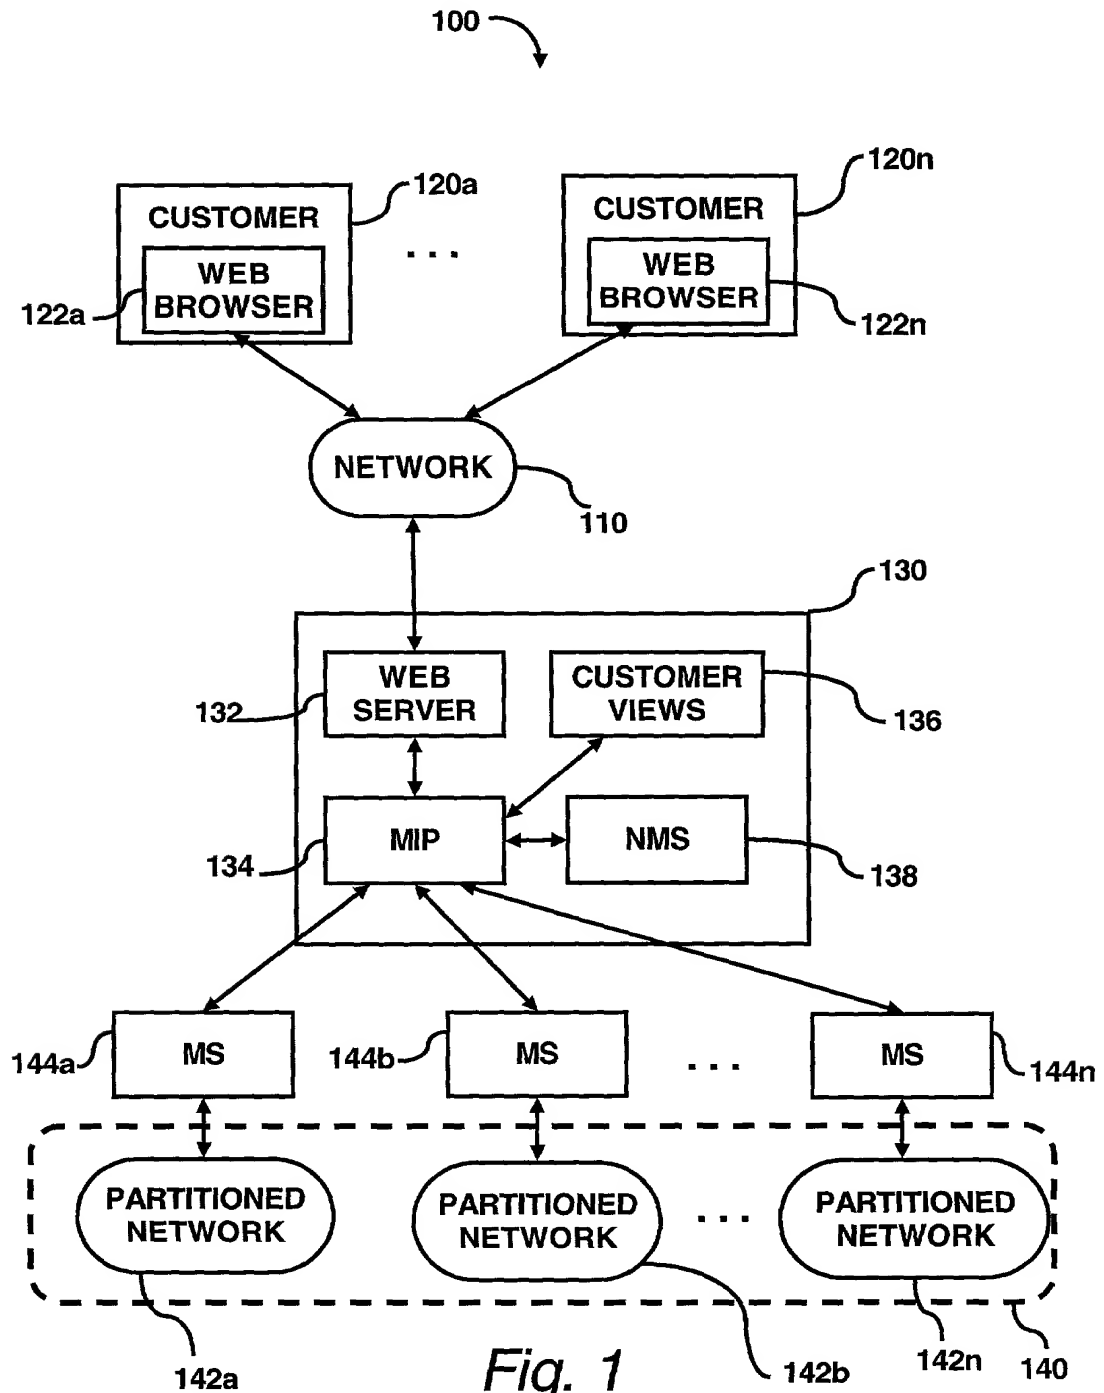 100
120a
120n
CUSTOMER
CUSTOMER
...
WEB
BROWSER
WEB
BROWSER
122a
122n
NETWORK
110
130
WEB
SERVER
CUSTOMER
VIEWS
132
136
MIP
NMS
134
138
MS
MS
MS
144a
144b
...
144n
PARTITIONED
NETWORK
PARTITIONED
NETWORK
...
PARTITIONED
NETWORK
142a
142b
142n
140
Fig. 1